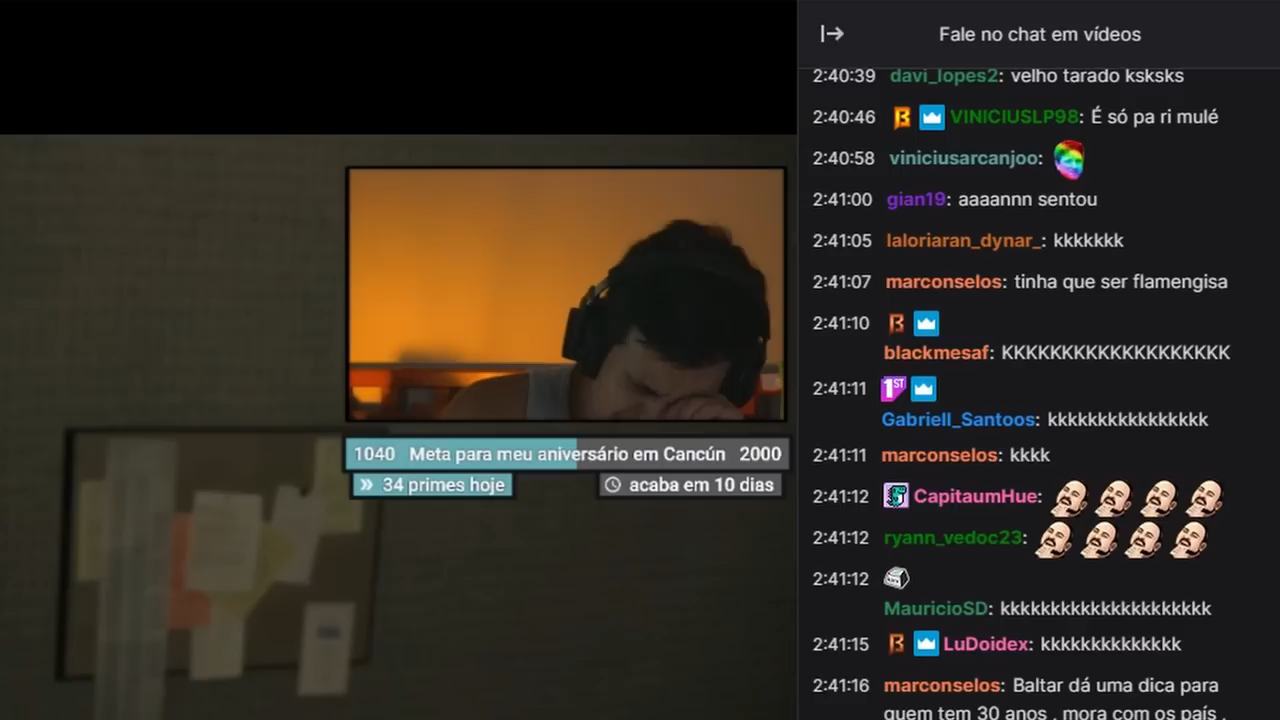 Fale no chat em vídeos
2:40:39 davi_lopes2: velho tarado ksksks
2:40:46 VINICIUSLP98: É só pa ri mulé
2:40:58 viniciusarcanjoo:
2:41:00 gian19: aaaannn sentou
2:41:05 laloriaran_dynar_: kkkkkkk
2:41:07 marconselos: tinha que ser flamengisa
2:41:10
blackmesaf: KKKKKKKKKKKKKKKKKKK
2:41:11 1ST
Gabriell_Santoos: kkkkkkkkkkkkkkkk
2:41:11 marconselos: kkkk
2:41:12 CapitaumHue:
2:41:12 ryann_vedoc23:
2:41:12
MauricioSD: kkkkkkkkkkkkkkkkkkkkk
2:41:15 LuDoidex: kkkkkkkkkkkkkk
2:41:16 marconselos: Baltar dá uma dica para
quem tem 30 anos , mora com os país ,
1040 Meta para meu aniversário em Cancún 2000
34 primes hoje
acaba em 10 dias